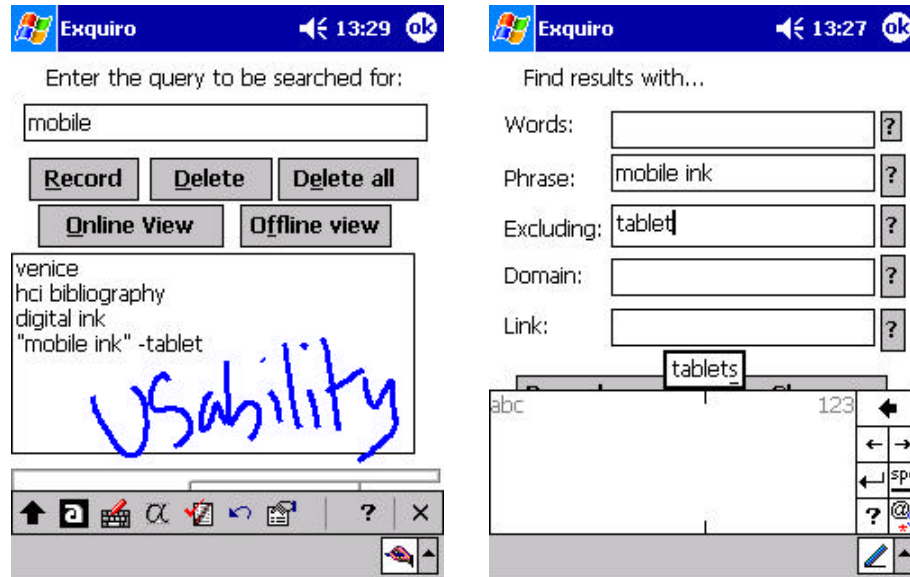 Exquiro 13:29 ok
Enter the query to be searched for:
mobile
Record Delete Delete all
Online View Offline view
venice
hci bibliography
digital ink
"mobile ink" -tablet
usability
a α ? ×
Exquiro 13:27 ok
Find results with...
Words: ?
Phrase: mobile ink ?
Excluding: tablet ?
Domain: ?
Link: ?
tablets
abc 123
? @